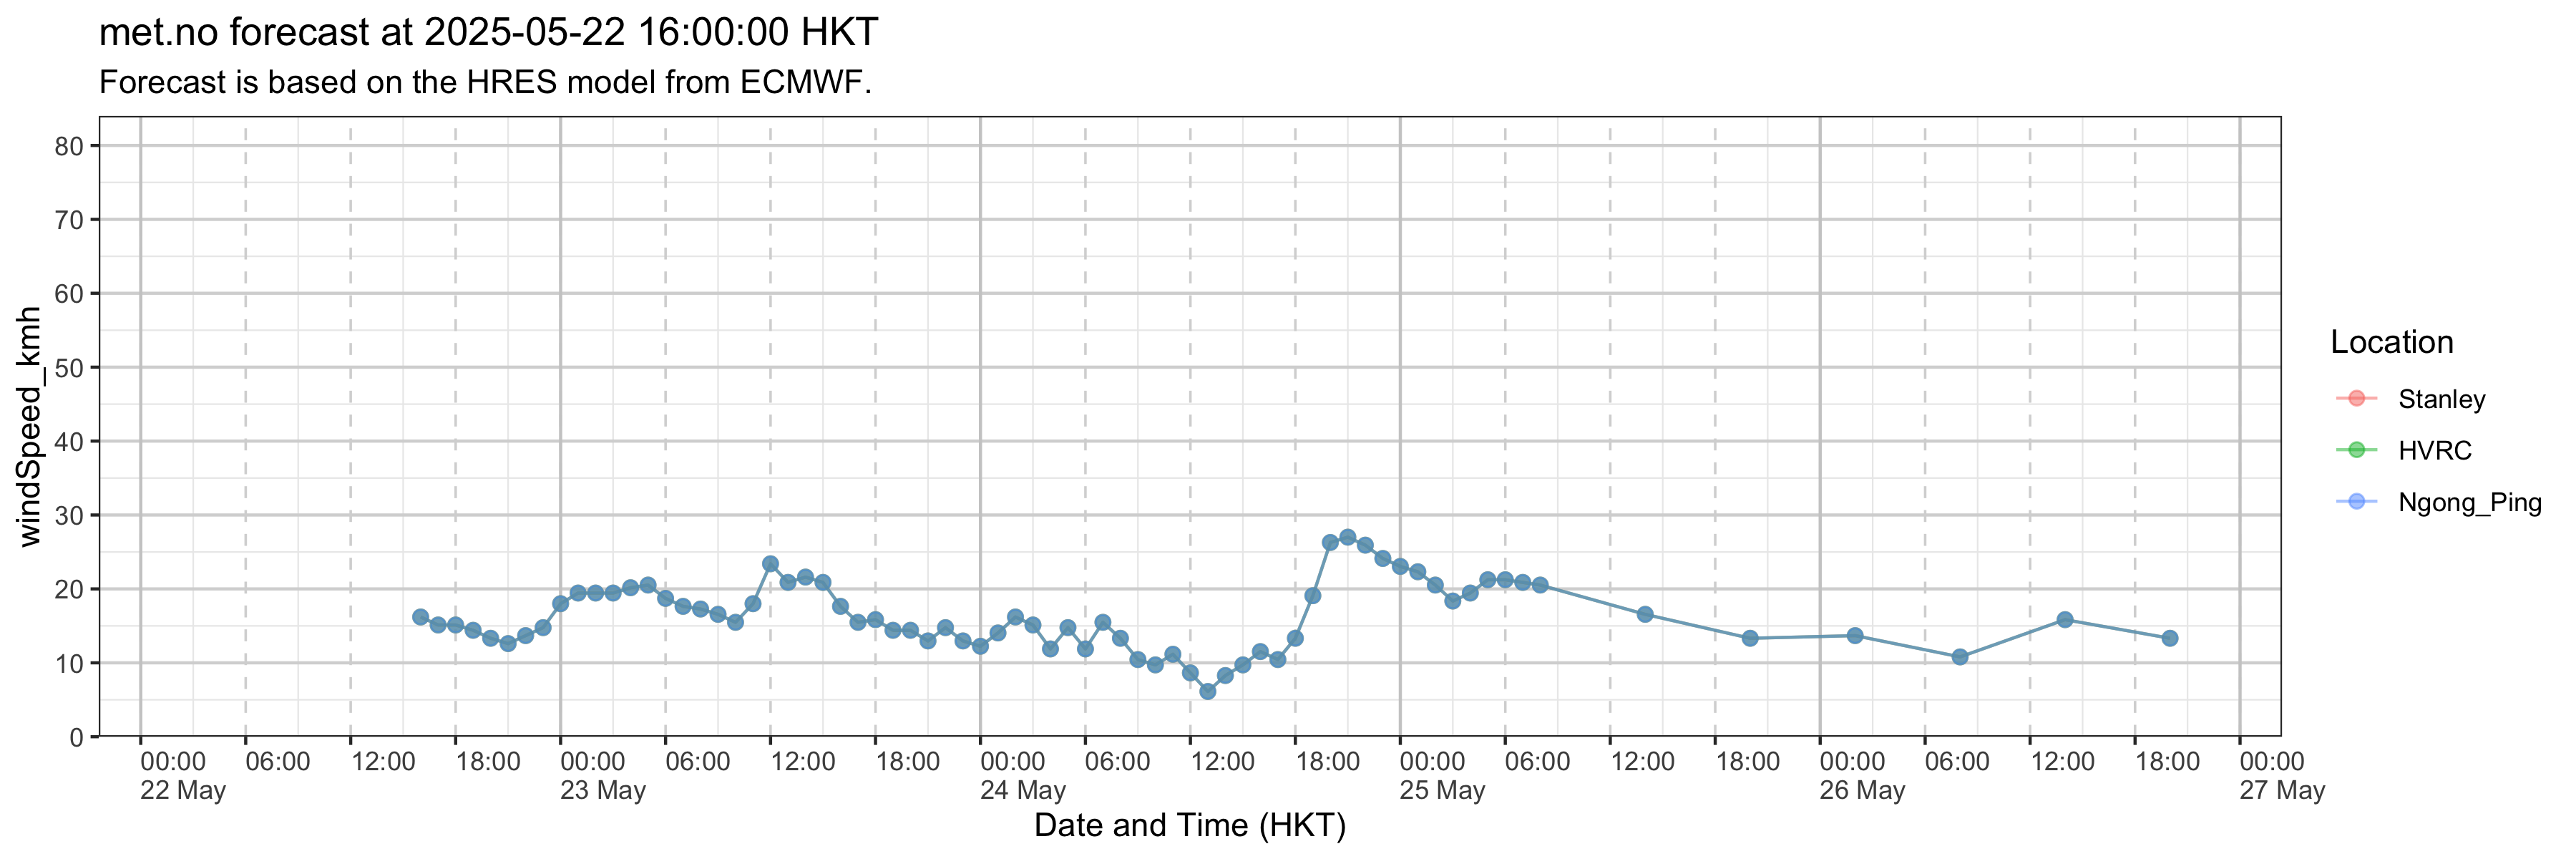 met.no forecast at 2025-05-22 16:00:00 HKT
Forecast is based on the HRES model from ECMWF.
windSpeed_kmh
80
70
60
50
40
30
20
10
0
00:00 06:00 12:00 18:00 00:00 06:00 12:00 18:00 00:00 06:00 12:00 18:00 00:00 06:00 12:00 18:00 00:00 06:00 12:00 18:00 00:00
22 May 23 May 24 May 25 May 26 May 27 May
Date and Time (HKT)
Location
Stanley
HVRC
Ngong_Ping